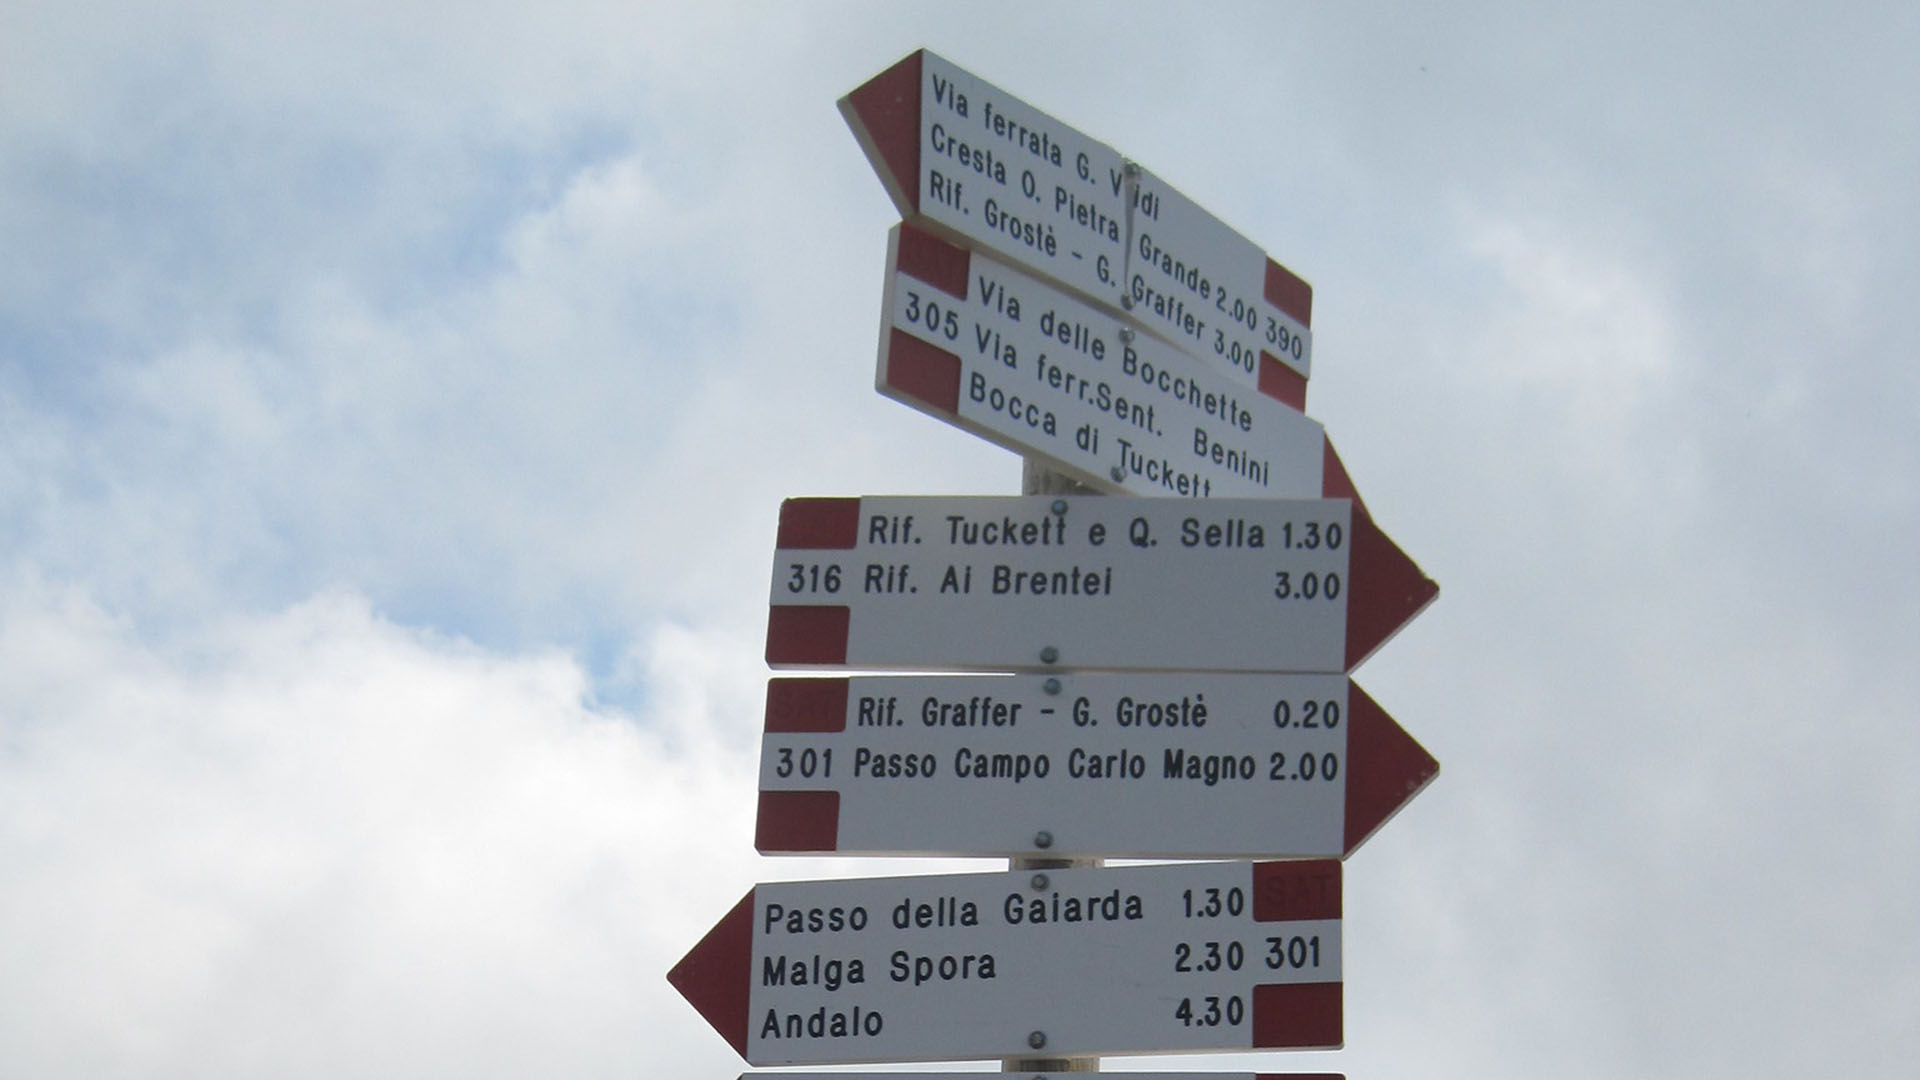 Via ferrata G. Vidi
Cresta O. Pietra Grande 2.00
Rif. Grostè - G. Graffer 3.00
390
Via delle Bocchette
305 Via ferr.Sent. Benini
Bocca di Tuckett
Rif. Tuckett e Q. Sella 1.30
316 Rif. Ai Brentei 3.00
SAT
Rif. Graffer - G. Grostè 0.20
301 Passo Campo Carlo Magno 2.00
Passo della Gaiarda 1.30 SAT
Malga Spora 2.30 301
Andalo 4.30